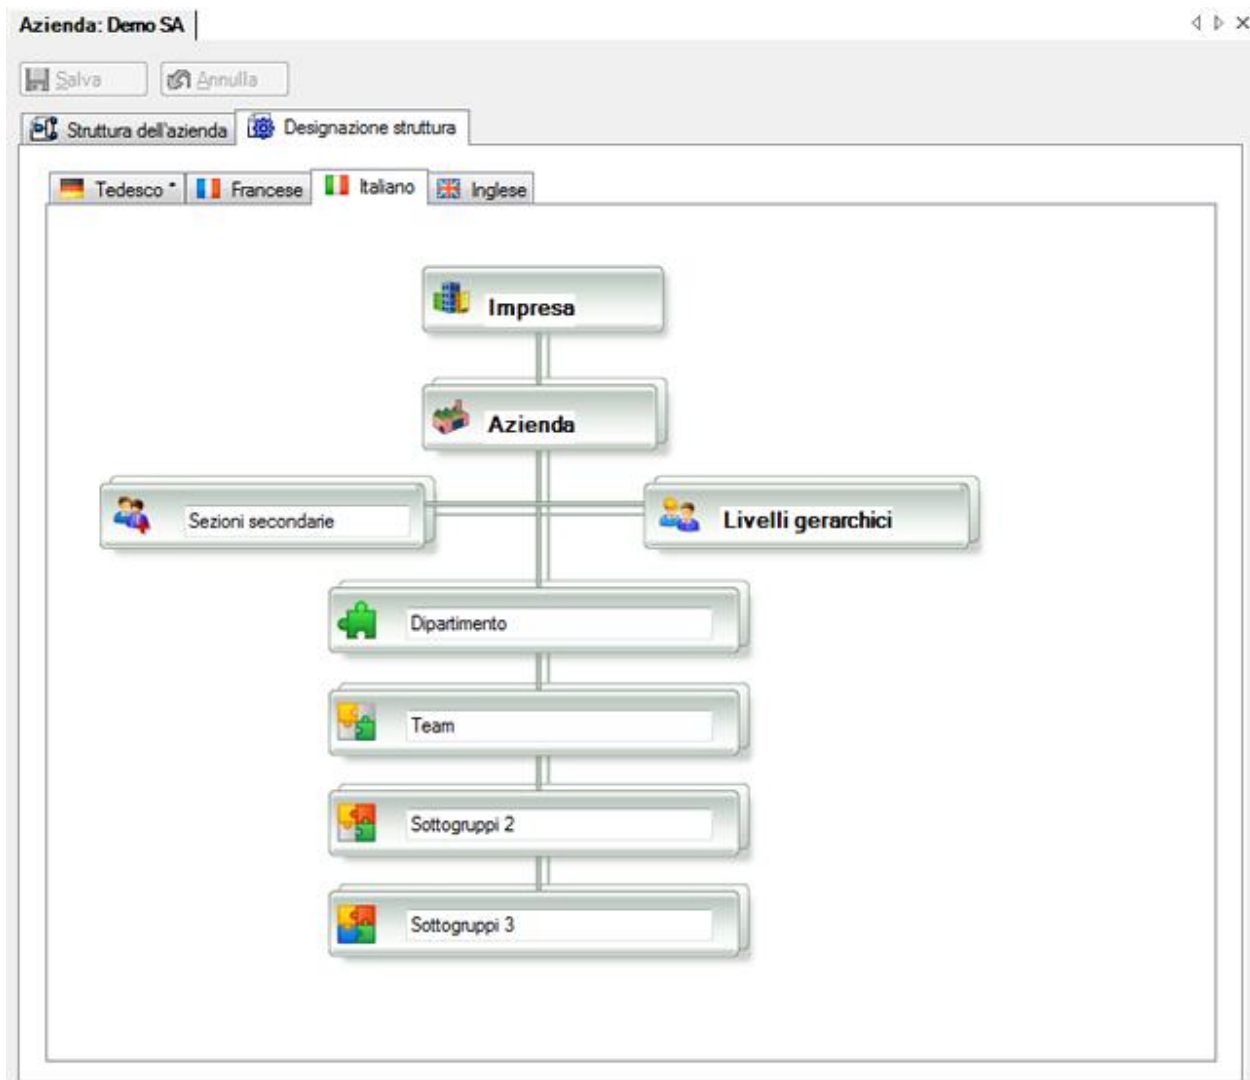 Azienda: Demo SA
Salva Annulla
Struttura dell'azienda Designazione struttura
Tedesco * Francese Italiano Inglese
Impresa
Azienda
Sezioni secondarie Livelli gerarchici
Dipartimento
Team
Sottogruppi 2
Sottogruppi 3